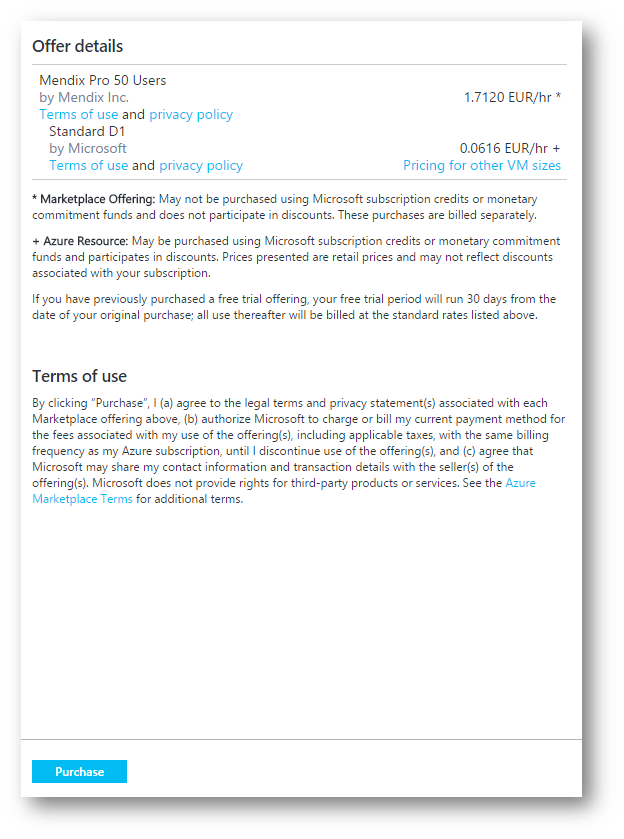 Offer details
Mendix Pro 50 Users
by Mendix Inc. 1.7120 EUR/hr *
Terms of use and privacy policy
Standard D1
by Microsoft 0.0616 EUR/hr +
Terms of use and privacy policy Pricing for other VM sizes
* Marketplace Offering: May not be purchased using Microsoft subscription credits or monetary
commitment funds and does not participate in discounts. These purchases are billed separately.
+ Azure Resource: May be purchased using Microsoft subscription credits or monetary commitment
funds and participates in discounts. Prices presented are retail prices and may not reflect discounts
associated with your subscription.
If you have previously purchased a free trial offering, your free trial period will run 30 days from the
date of your original purchase; all use thereafter will be billed at the standard rates listed above.
Terms of use
By clicking “Purchase”, I (a) agree to the legal terms and privacy statement(s) associated with each
Marketplace offering above, (b) authorize Microsoft to charge or bill my current payment method for
the fees associated with my use of the offering(s), including applicable taxes, with the same billing
frequency as my Azure subscription, until I discontinue use of the offering(s), and (c) agree that
Microsoft may share my contact information and transaction details with the seller(s) of the
offering(s). Microsoft does not provide rights for third-party products or services. See the Azure
Marketplace Terms for additional terms.
Purchase